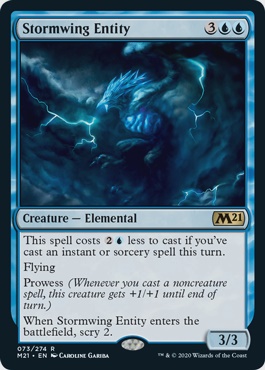 Stormwing Entity 3
Creature — Elemental M21
This spell costs 2 less to cast if you've
cast an instant or sorcery spell this turn.
Flying
Prowess (Whenever you cast a noncreature
spell, this creature gets +1/+1 until end of
turn.)
When Stormwing Entity enters the
battlefield, scry 2.
3/3
073/274 R
M21 • EN CAROLINE GARIBA
™ & © 2020 Wizards of the Coast